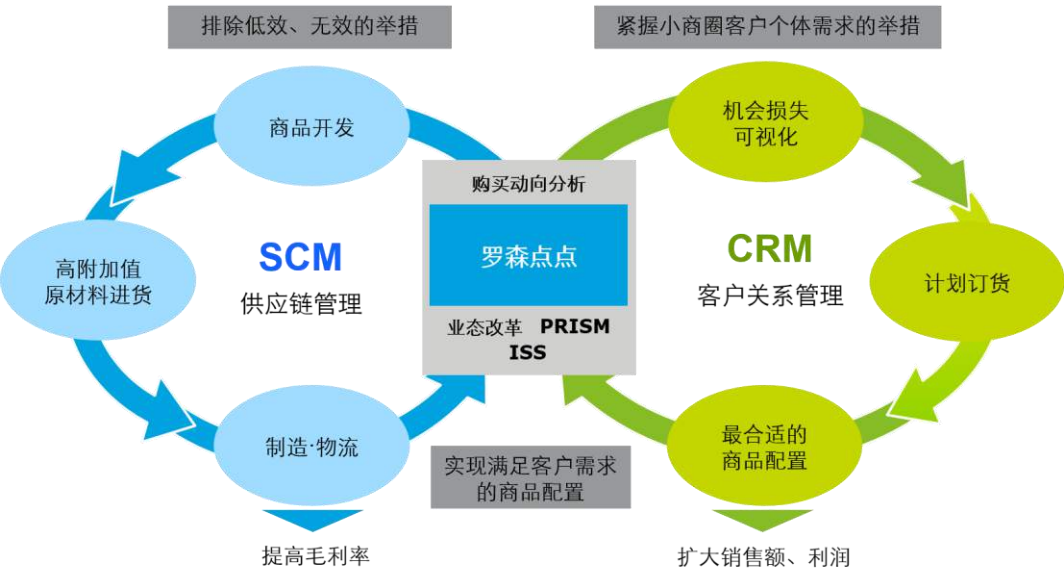 排除低效、无效的举措
紧握小商圈客户个体需求的举措
商品开发
高附加值
原材料进货
制造·物流
SCM
供应链管理
购买动向分析
罗森点点
业态改革 PRISM
ISS
机会损失
可视化
CRM
客户关系管理
计划订货
最合适的
商品配置
实现满足客户需求
的商品配置
提高毛利率
扩大销售额、利润